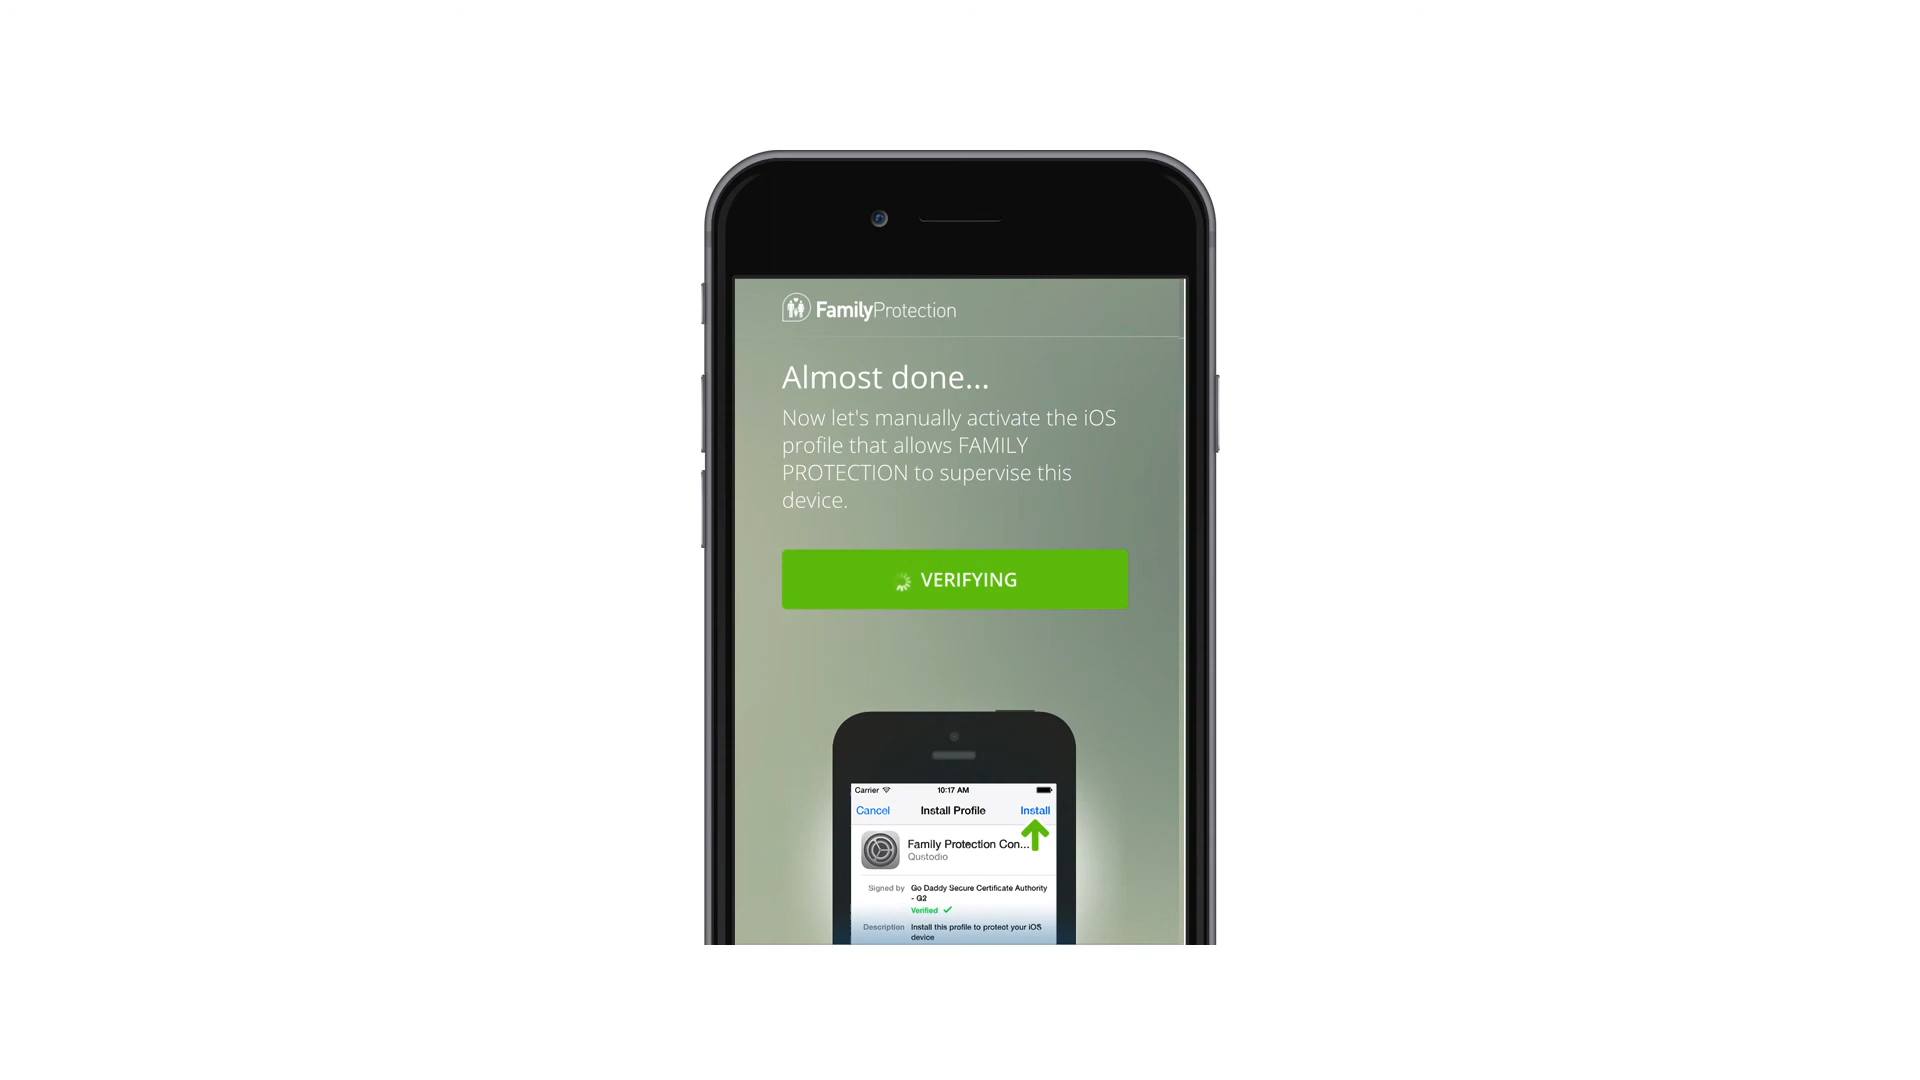 FamilyProtection
Almost done...
Now let's manually activate the iOS
profile that allows FAMILY
PROTECTION to supervise this
device.
VERIFYING
Carrier 10:17 AM
Cancel Install Profile Install
Family Protection Con...
Qustodio
Signed by Go Daddy Secure Certificate Authority
- G2
Verified
Description Install this profile to protect your iOS
device